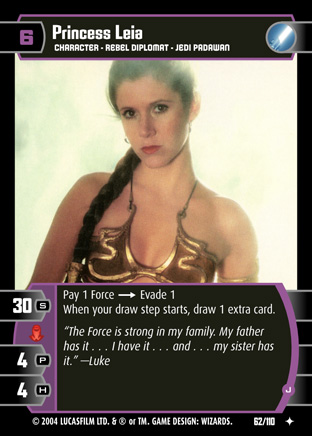 6
Princess Leia
CHARACTER - REBEL DIPLOMAT - JEDI PADAWAN
30 S
4 P
4 H
Pay 1 Force → Evade 1
When your draw step starts, draw 1 extra card.
“The Force is strong in my family. My father
has it . . . I have it . . . and . . . my sister has
it.” —Luke
J
© 2004 LUCASFILM LTD. & ® or TM. GAME DESIGN: WIZARDS.
62/110